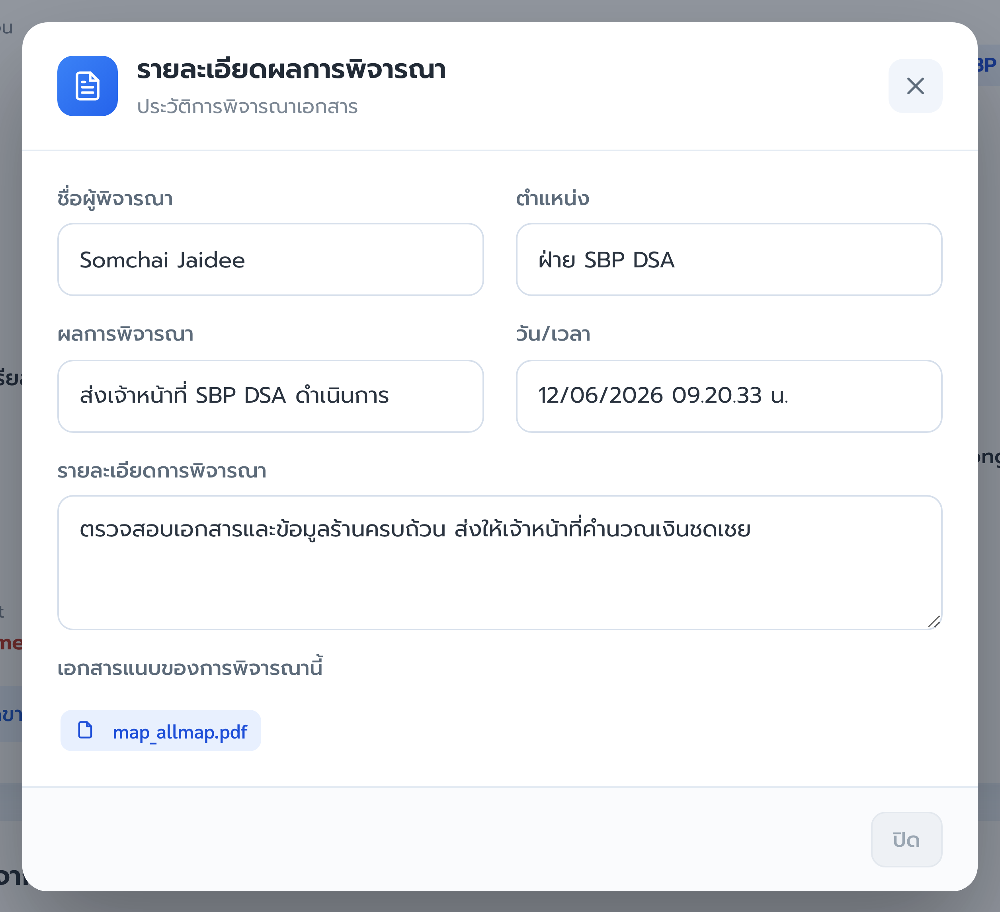 รายละเอียดผลการพิจารณา
ประวัติการพิจารณาเอกสาร
ชื่อผู้พิจารณา
ตำแหน่ง
Somchai Jaidee
ฝ่าย SBP DSA
ผลการพิจารณา
วัน/เวลา
ส่งเจ้าหน้าที่ SBP DSA ดำเนินการ
12/06/2026 09.20.33 น.
รายละเอียดการพิจารณา
ตรวจสอบเอกสารและข้อมูลร้านครบถ้วน ส่งให้เจ้าหน้าที่คำนวณเงินชดเชย
เอกสารแนบของการพิจารณานี้
map_allmap.pdf
ปิด